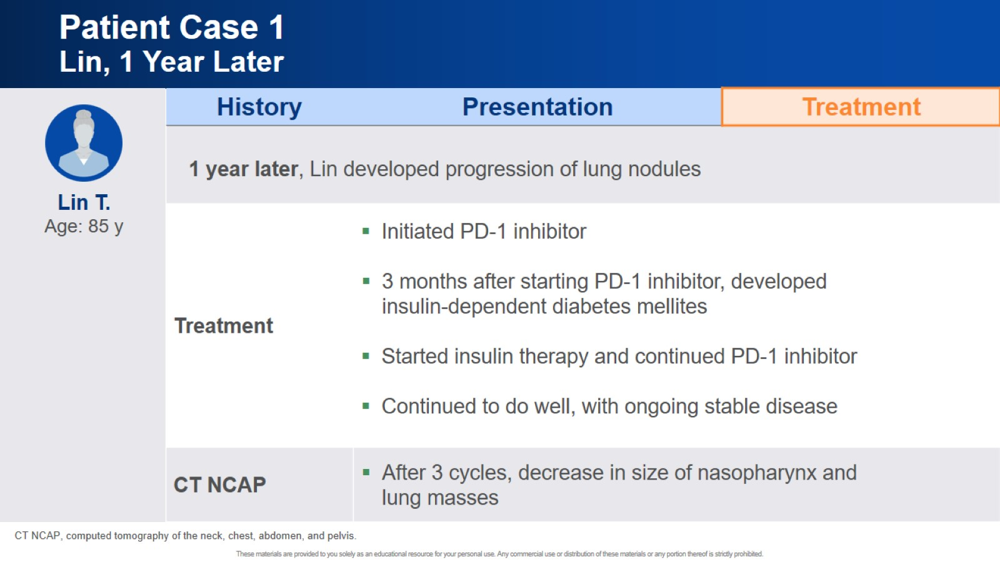 Patient Case 1
Lin, 1 Year Later
History
Presentation
Treatment
Lin T.
Age: 85 y
1 year later, Lin developed progression of lung nodules
Treatment
▪ Initiated PD-1 inhibitor
▪ 3 months after starting PD-1 inhibitor, developed
insulin-dependent diabetes mellites
▪ Started insulin therapy and continued PD-1 inhibitor
▪ Continued to do well, with ongoing stable disease
CT NCAP
▪ After 3 cycles, decrease in size of nasopharynx and
lung masses
CT NCAP, computed tomography of the neck, chest, abdomen, and pelvis.
These materials are provided to you solely as an educational resource for your personal use. Any commercial use or distribution of these materials or any portion thereof is strictly prohibited.